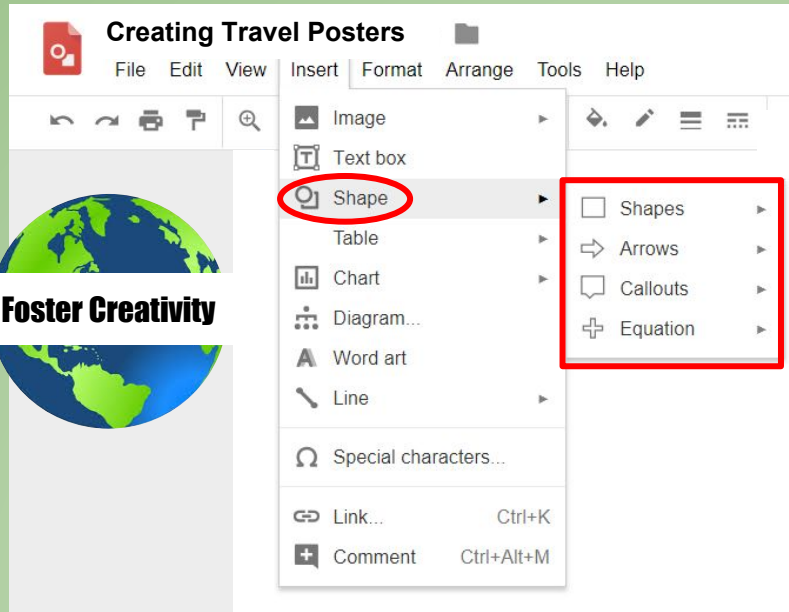 Creating Travel Posters
File Edit View Insert Format Arrange Tools Help
Image
Text box
Shape
Table
Chart
Diagram...
Word art
Line
Special characters...
Link... Ctrl+K
Comment Ctrl+Alt+M
Shapes
Arrows
Callouts
Equation
Foster Creativity